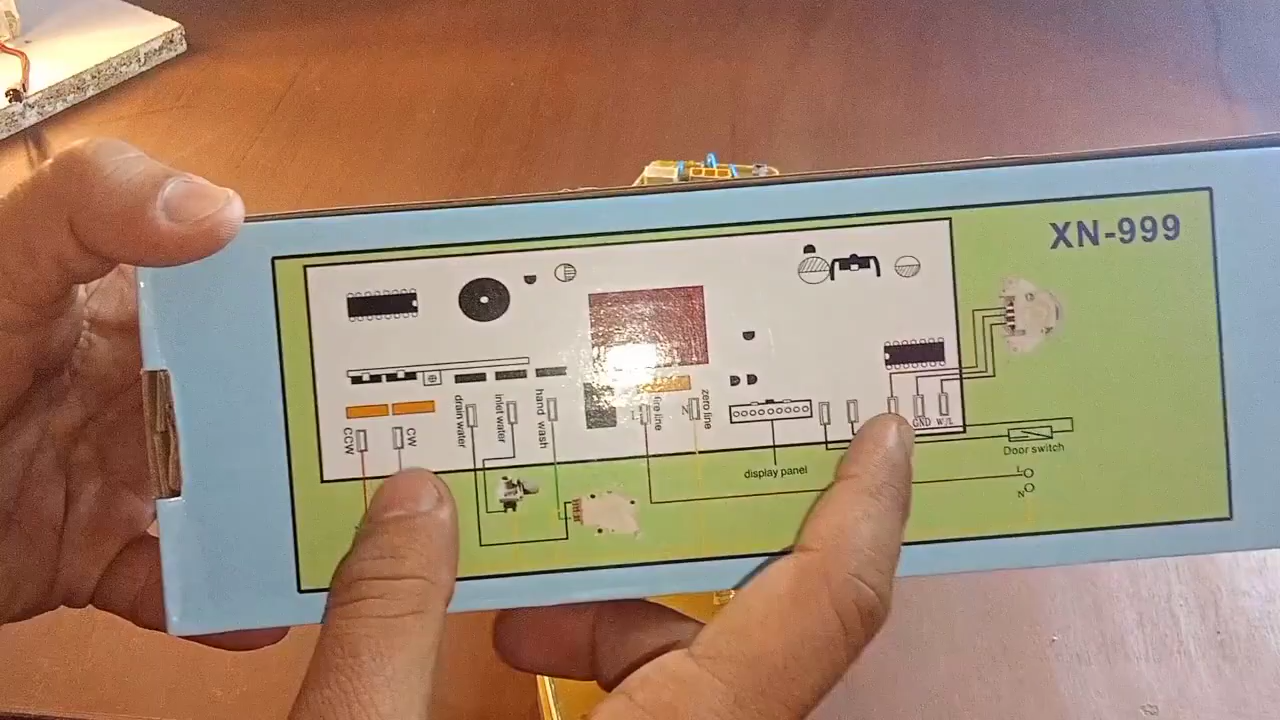 XN-999
CCW
CW
drain water
inlet water
hand wash
L
fire line
N
zero line
GND
W/L
display panel
Door switch
L
N